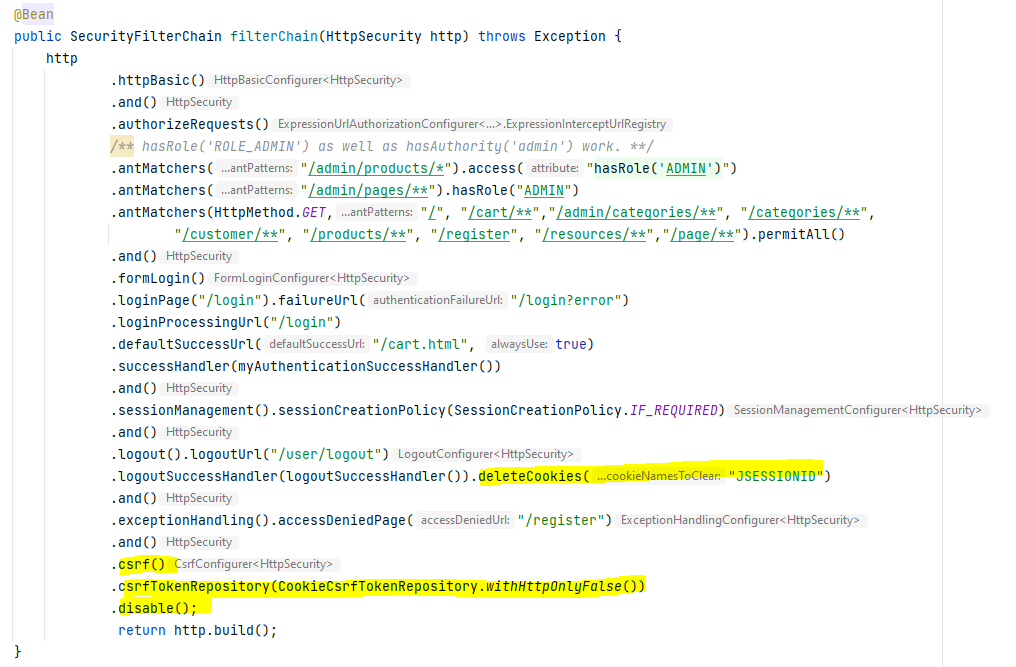 @Bean
public SecurityFilterChain filterChain(HttpSecurity http) throws Exception {
http
.httpBasic() HttpBasicConfigurer<HttpSecurity>
.and() HttpSecurity
.authorizeRequests() ExpressionUrlAuthorizationConfigurer<...>.ExpressionInterceptUrlRegistry
/** hasRole('ROLE_ADMIN') as well as hasAuthority('admin') work. **/
.antMatchers( ...antPatterns: "/admin/products/*").access( attribute: "hasRole('ADMIN')")
.antMatchers( ...antPatterns: "/admin/pages/**").hasRole("ADMIN")
.antMatchers(HttpMethod.GET, ...antPatterns: "/", "/cart/**","/admin/categories/**", "/categories/**",
"/customer/**", "/products/**", "/register", "/resources/**","/page/**").permitAll()
.and() HttpSecurity
.formLogin() FormLoginConfigurer<HttpSecurity>
.loginPage("/login").failureUrl( authenticationFailureUrl: "/login?error")
.loginProcessingUrl("/login")
.defaultSuccessUrl( defaultSuccessUrl: "/cart.html", alwaysUse: true)
.successHandler(myAuthenticationSuccessHandler())
.and() HttpSecurity
.sessionManagement().sessionCreationPolicy(SessionCreationPolicy.IF_REQUIRED) SessionManagementConfigurer<HttpSecurity>
.and() HttpSecurity
.logout().logoutUrl("/user/logout") LogoutConfigurer<HttpSecurity>
.logoutSuccessHandler(logoutSuccessHandler()).deleteCookies( ...cookieNamesToClear: "JSESSIONID")
.and() HttpSecurity
.exceptionHandling().accessDeniedPage( accessDeniedUrl: "/register") ExceptionHandlingConfigurer<HttpSecurity>
.and() HttpSecurity
.csrf() CsrfConfigurer<HttpSecurity>
.csrfTokenRepository(CookieCsrfTokenRepository.withHttpOnlyFalse())
.disable();
return http.build();
}